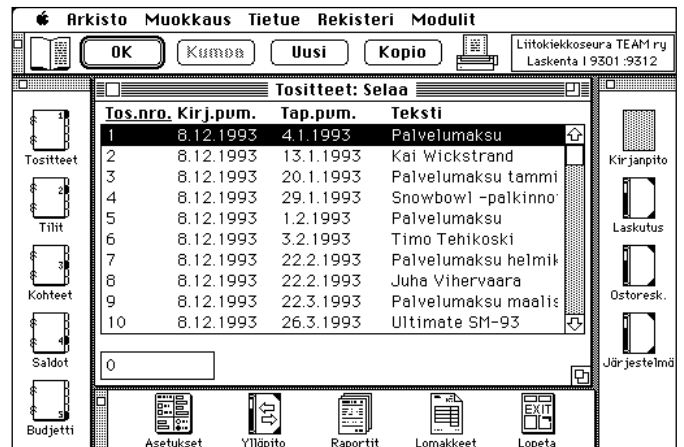 Arkisto Muokkaus Tietue Rekisteri Modulit
OK Kumoa Uusi Kopio
Liitokiekkoseura TEAM ry
Laskenta I 9301 :9312
Tositteet: Selaa
Tos.nro. Kirj.pvm. Tap.pvm. Teksti
1 8.12.1993 4.1.1993 Palvelumaksu
2 8.12.1993 13.1.1993 Kai Wickstrand
3 8.12.1993 20.1.1993 Palvelumaksu tammi
4 8.12.1993 29.1.1993 Snowbowl -palkinno
5 8.12.1993 1.2.1993 Palvelumaksu
6 8.12.1993 3.2.1993 Timo Tehikoski
7 8.12.1993 22.2.1993 Palvelumaksu helmik
8 8.12.1993 22.2.1993 Juha Vihervaara
9 8.12.1993 22.3.1993 Palvelumaksu maalis
10 8.12.1993 26.3.1993 Ultimate SM-93
0
1
Tositteet
2
Tilit
3
Kohteet
4
Saldot
5
Budjetti
Kirjanpito
Laskutus
Ostoresk.
Järjestelmä
EXIT
Asetukset Ylläpito Raportit Lomakkeet Lopeta